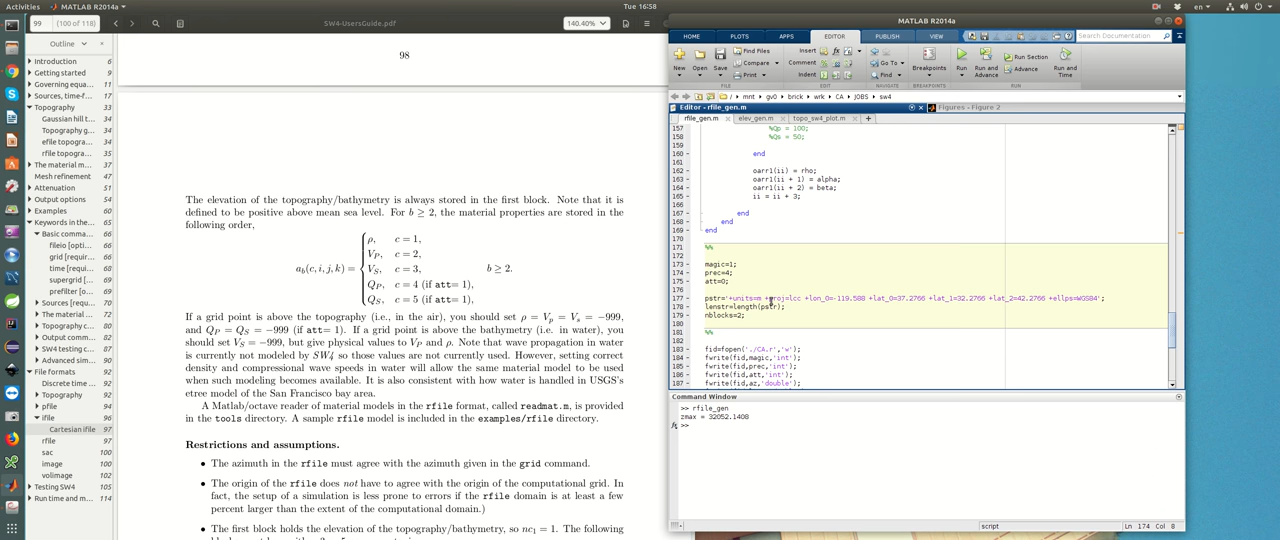 Activities
MATLAB R2014a
Tue 16:58
en
99
(100 of 118)
SW4-UsersGuide.pdf
140.40%
Outline
Introduction 6
Getting started 9
Governing equa... 11
Sources, time-f... 17
Topography 34
Gaussian hill t... 34
Topography g... 34
efile topogra... 34
rfile topogra... 35
The material m... 37
Mesh refinement 47
Attenuation 51
Output options 54
Examples 60
Keywords in the... 65
Basic comma... 66
fileio [opti... 66
grid [requir... 66
time [requi... 68
supergrid [... 69
prefilter [o... 69
Sources [requ... 70
The material ... 72
Topography c... 80
Output comm... 82
SW4 testing c... 87
Advanced sim... 90
File formats 92
Discrete time ... 92
Topography 92
pfile 94
ifile 96
Cartesian ifile 97
rfile 97
sac 100
image 100
volimage 102
Testing SW4 105
Run time and m... 114
98
The elevation of the topography/bathymetry is always stored in the first block. Note that it is
defined to be positive above mean sea level. For b ≥ 2, the material properties are stored in the
following order,
ρ, c = 1,
V_P, c = 2,
a_b(c, i, j, k) = V_S, c = 3, b ≥ 2.
Q_P, c = 4 (if att= 1),
Q_S, c = 5 (if att= 1),
If a grid point is above the topography (i.e., in the air), you should set ρ = V_p = V_s = −999,
and Q_P = Q_S = −999 (if att= 1). If a grid point is above the bathymetry (i.e. in water), you
should set V_S = −999, but give physical values to V_P and ρ. Note that wave propagation in water
is currently not modeled by SW4 so those values are not currently used. However, setting correct
density and compressional wave speeds in water will allow the same material model to be used
when such modeling becomes available. It is also consistent with how water is handled in USGS's
etree model of the San Francisco bay area.
A Matlab/octave reader of material models in the rfile format, called readmat.m, is provided
in the tools directory. A sample rfile model is included in the examples/rfile directory.
Restrictions and assumptions.
• The azimuth in the rfile must agree with the azimuth given in the grid command.
• The origin of the rfile does not have to agree with the origin of the computational grid. In
fact, the setup of a simulation is less prone to errors if the rfile domain is at least a few
percent larger than the extent of the computational domain.)
• The first block holds the elevation of the topography/bathymetry, so nc₁ = 1. The following
MATLAB R2014a
HOME PLOTS APPS EDITOR PUBLISH VIEW
Search Documentation
New Open Save
Find Files
Compare
Print
Insert
Comment
Indent
Go To
Find
Breakpoints
Run
Run and Advance
Run Section
Advance
Run and Time
FILE EDIT NAVIGATE BREAKPOINTS RUN
/ mnt gv0 brick wrk CA JOBS sw4
Editor - rfile_gen.m
Figures - Figure 2
rfile_gen.m elev_gen.m topo_sw4_plot.m
157 %Qp = 100;
158 %Qs = 50;
159
160 end
161
162 oarr1(ii) = rho;
163 oarr1(ii + 1) = alpha;
164 oarr1(ii + 2) = beta;
165 ii = ii + 3;
166
167 end
168 end
169 end
170
171 %%
172
173 magic=1;
174 prec=4;
175 att=0;
176
177 pstr='+units=m +proj=lcc +lon_0=-119.588 +lat_0=37.2766 +lat_1=32.2766 +lat_2=42.2766 +ellps=WGS84';
178 lenstr=length(pstr);
179 nblocks=2;
180
181 %%
182
183 fid=fopen('./CA.r','w');
184 fwrite(fid,magic,'int');
185 fwrite(fid,prec,'int');
186 fwrite(fid,att,'int');
187 fwrite(fid,az,'double');
Command Window
>> rfile_gen
zmax = 32052.1408
fx >>
script
Ln 174 Col 8